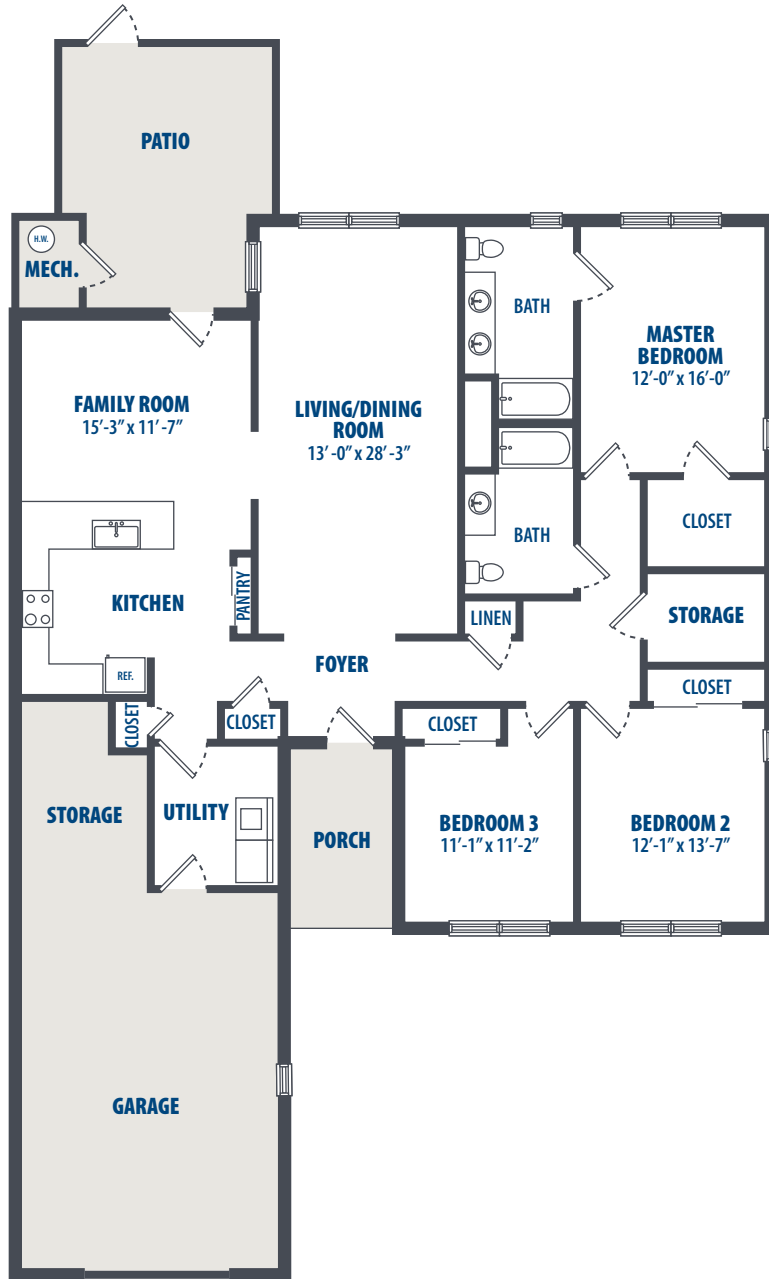 PATIO
H.W.
MECH.
FAMILY ROOM
15′-3″ x 11′ -7″
LIVING/DINING
ROOM
13′ -0″ x 28′ -3″
BATH
MASTER
BEDROOM
12′-0″ x 16′-0″
CLOSET
BATH
KITCHEN
PANTRY
LINEN
STORAGE
FOYER
REF.
CLOSET
CLOSET
CLOSET
CLOSET
STORAGE
UTILITY
PORCH
BEDROOM 3
11′-1″ x 11′-2″
BEDROOM 2
12′-1″ x 13′-7″
GARAGE